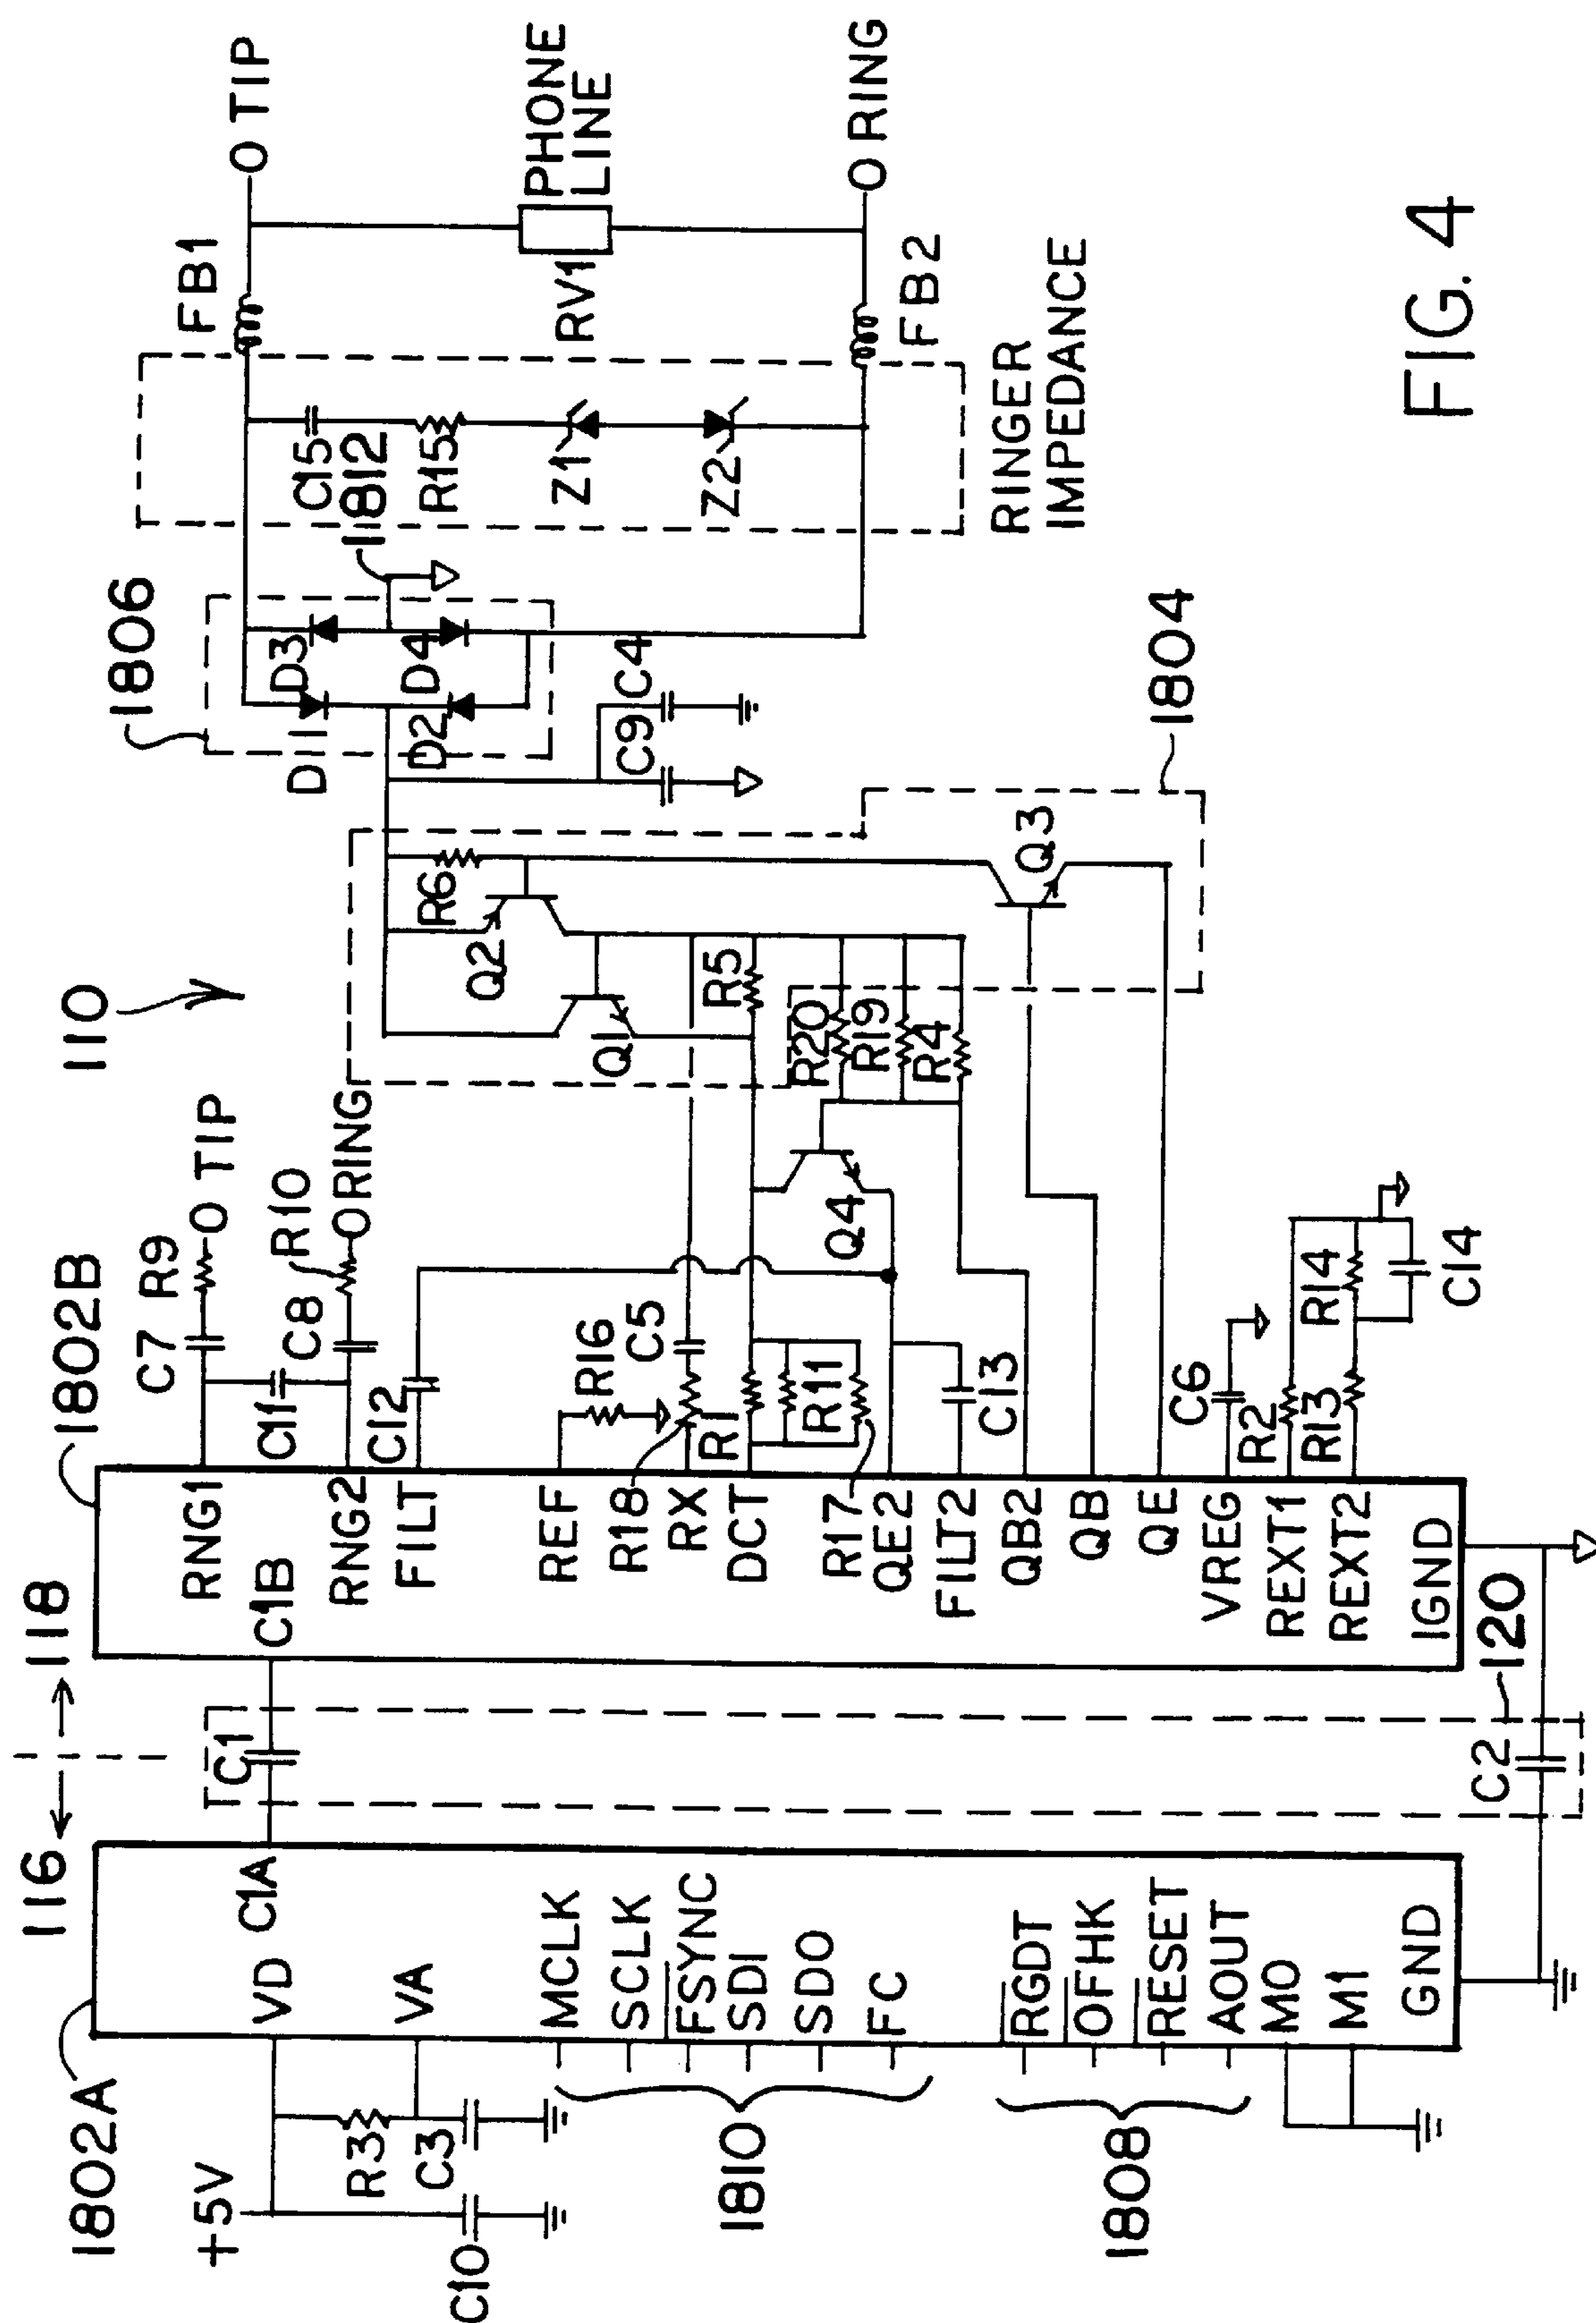 110
1802A
116
118
1802B
+5V
C10
R3
C3
VD
VA
C1A
MCLK
SCLK
FSYNC
SDI
SDO
FC
1810
RGDT
OFHK
RESET
AOUT
M0
M1
GND
1808
C1
C2
120
RNG1
C1B
RNG2
FILT
REF
R18
RX
DCT
R17
QE2
FILT2
QB2
QB
QE
VREG
REXT1
REXT2
IGND
C7
R9
O TIP
C11
C8
R10
O RING
C12
R16
C5
R1
R11
C13
C6
R2
R13
R14
C14
Q4
R20
R19
R4
R5
Q1
Q2
R6
Q3
1804
1806
D1
D3
D2
D4
C9
C4
1812
C15
R15
Z1
Z2
RINGER
IMPEDANCE
FB1
FB2
RV1
PHONE
LINE
O TIP
O RING
FIG. 4